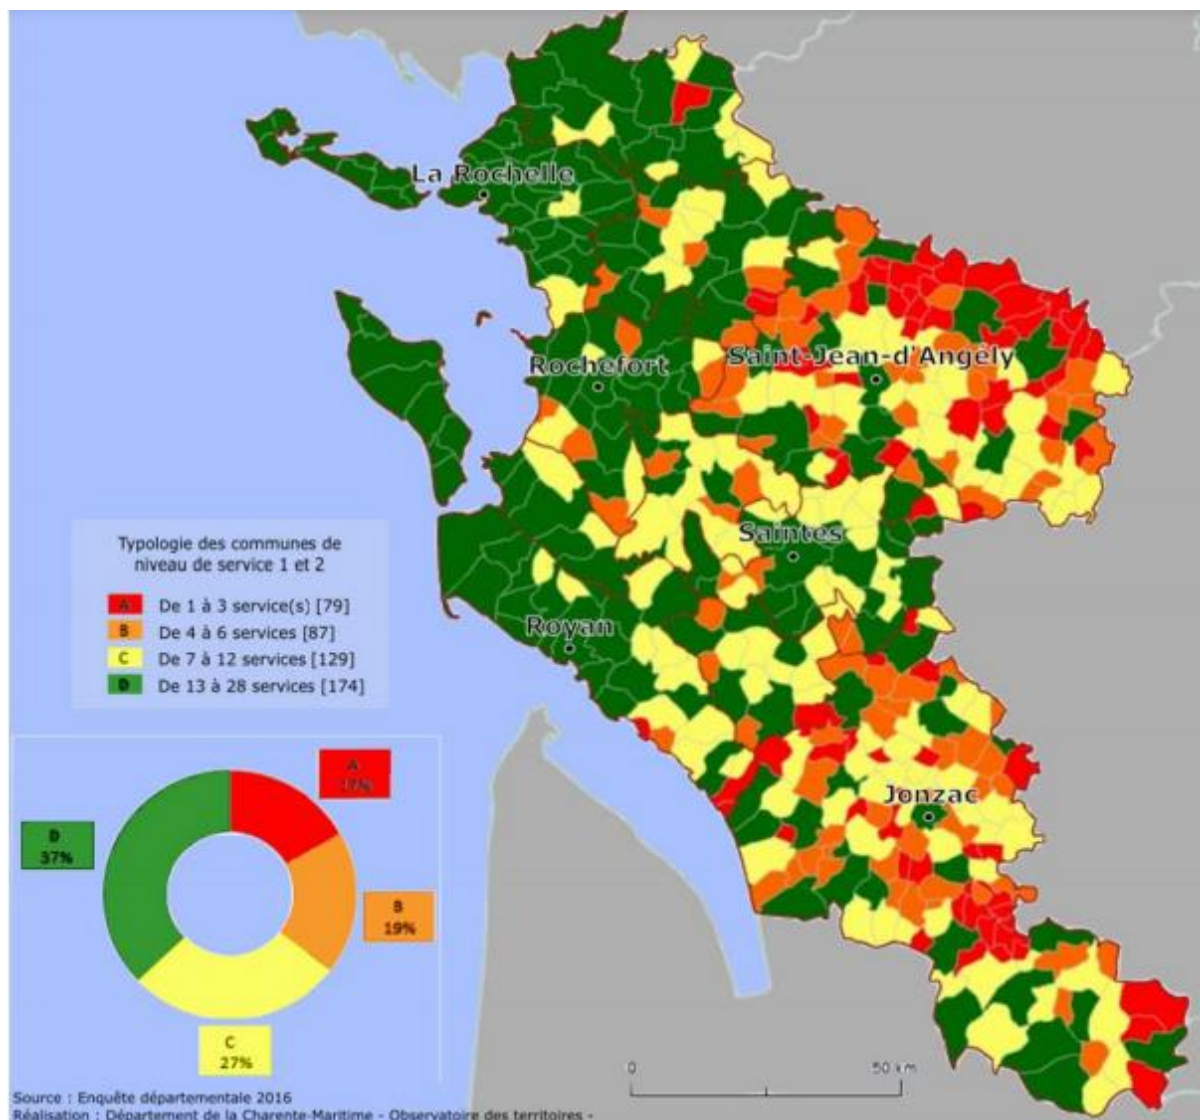 La Rochelle
Rochefort
Saint-Jean-d'Angély
Saintes
Royan
Jonzac
Typologie des communes de
niveau de service 1 et 2
A De 1 à 3 service(s) [79]
B De 4 à 6 services [87]
C De 7 à 12 services [129]
D De 13 à 28 services [174]
A
17%
D
37%
B
19%
C
27%
0 50 km
Source : Enquête départementale 2016
Réalisation : Département de la Charente-Maritime - Observatoire des territoires -